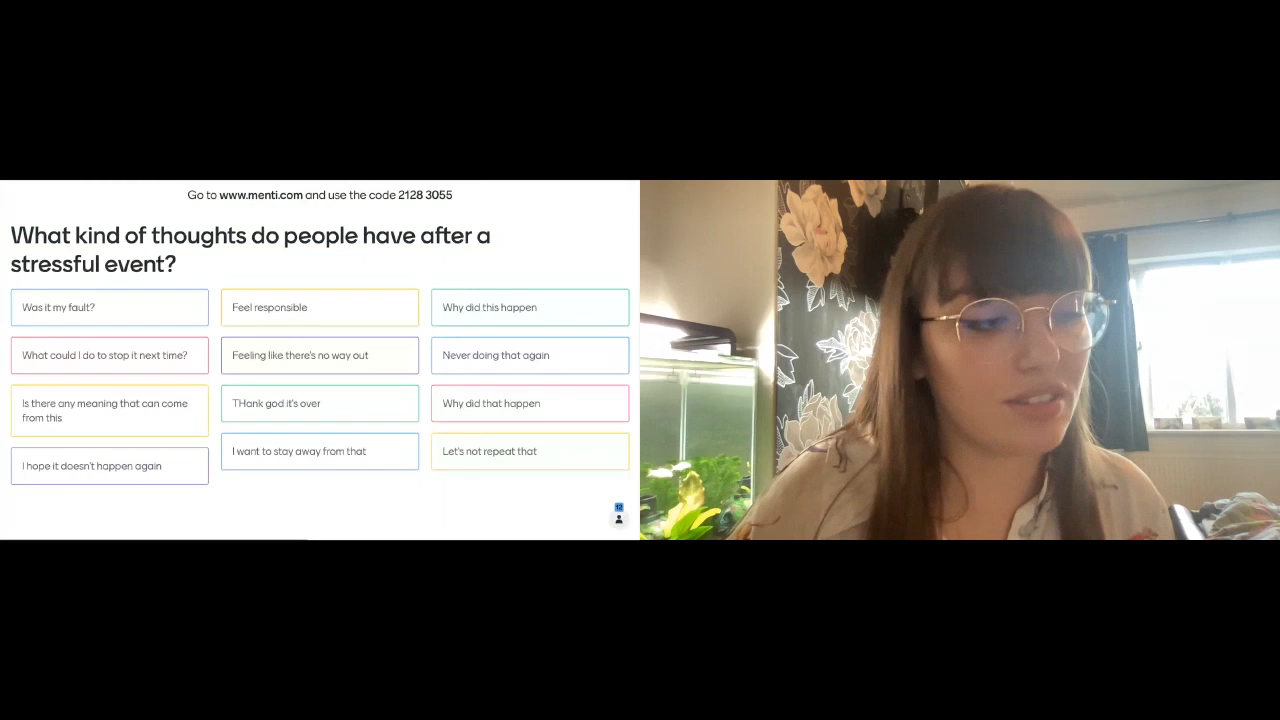 Go to www.menti.com and use the code 2128 3055
What kind of thoughts do people have after a
stressful event?
Was it my fault?
Feel responsible
Why did this happen
What could I do to stop it next time?
Feeling like there's no way out
Never doing that again
Is there any meaning that can come
from this
THank god it's over
Why did that happen
I hope it doesn't happen again
I want to stay away from that
Let's not repeat that
12